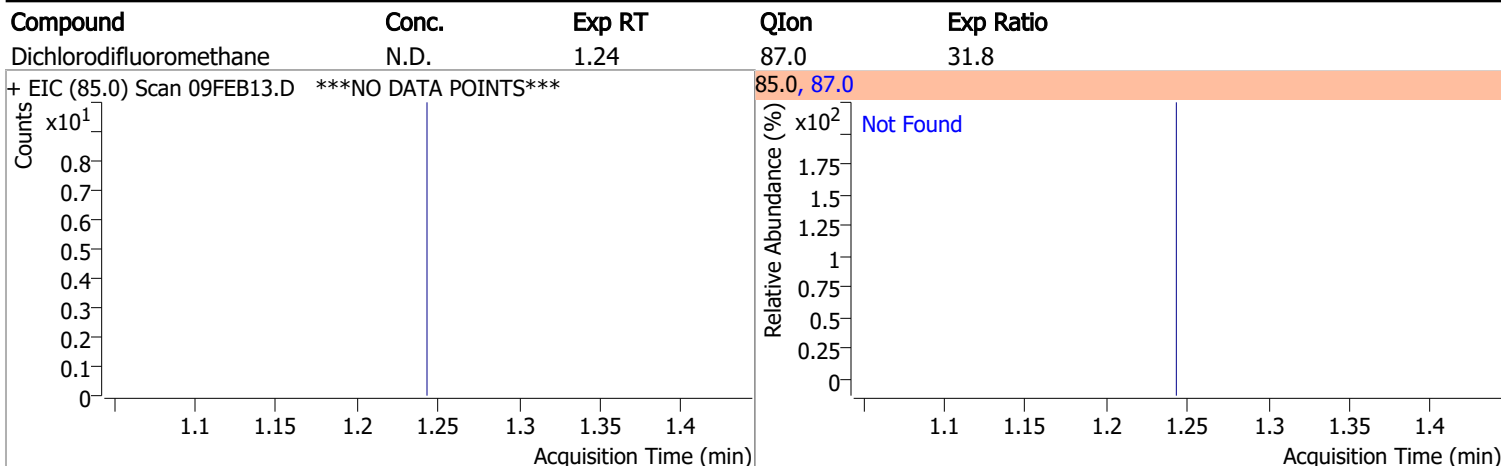 Compound Conc. Exp RT QIon Exp Ratio
Dichlorodifluoromethane N.D. 1.24 87.0 31.8
+ EIC (85.0) Scan 09FEB13.D ***NO DATA POINTS***
Counts
x10¹
0.8
0.7
0.6
0.5
0.4
0.3
0.2
0.1
0
1.1 1.15 1.2 1.25 1.3 1.35 1.4
Acquisition Time (min)
85.0, 87.0
Relative Abundance (%)
x10²
Not Found
1.75
1.5
1.25
1
0.75
0.5
0.25
0
1.1 1.15 1.2 1.25 1.3 1.35 1.4
Acquisition Time (min)